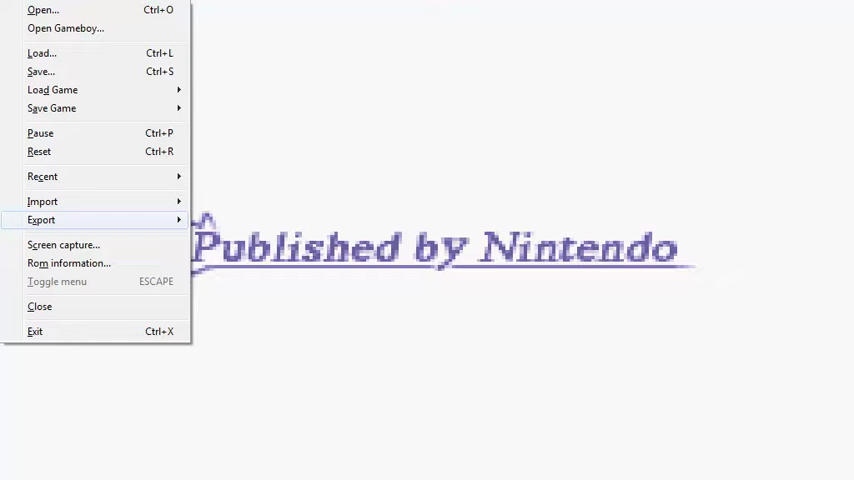 Open... Ctrl+O
Open Gameboy...
Load... Ctrl+L
Save... Ctrl+S
Load Game
Save Game
Pause Ctrl+P
Reset Ctrl+R
Recent
Import
Export
Screen capture...
Rom information...
Toggle menu ESCAPE
Close
Exit Ctrl+X
Published by Nintendo